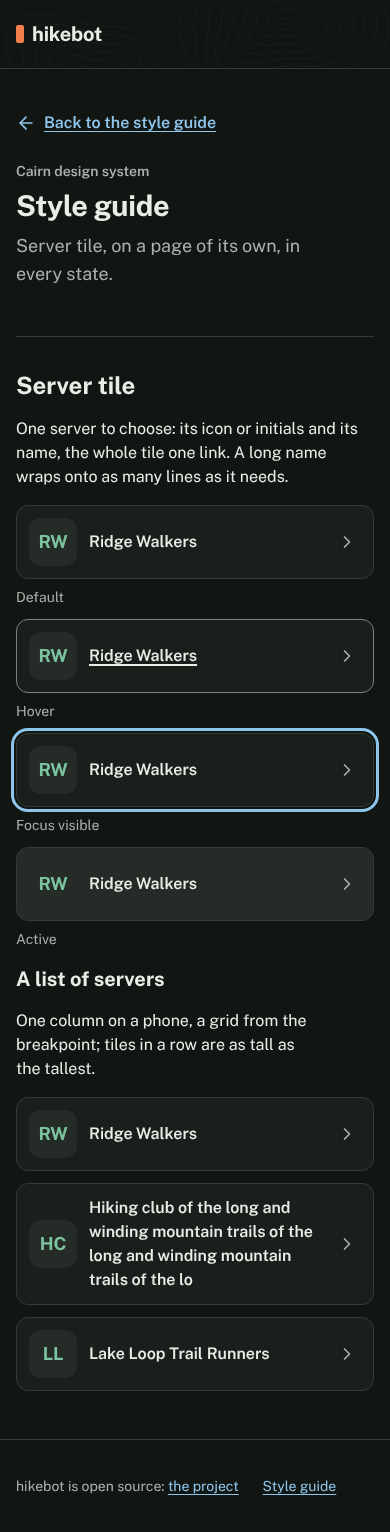 hikebot
Back to the style guide
Cairn design system
Style guide
Server tile, on a page of its own, in
every state.
Server tile
One server to choose: its icon or initials and its
name, the whole tile one link. A long name
wraps onto as many lines as it needs.
RW Ridge Walkers
Default
RW Ridge Walkers
Hover
RW Ridge Walkers
Focus visible
RW Ridge Walkers
Active
A list of servers
One column on a phone, a grid from the
breakpoint; tiles in a row are as tall as
the tallest.
RW Ridge Walkers
HC
Hiking club of the long and
winding mountain trails of the
long and winding mountain
trails of the lo
LL Lake Loop Trail Runners
hikebot is open source: the project Style guide